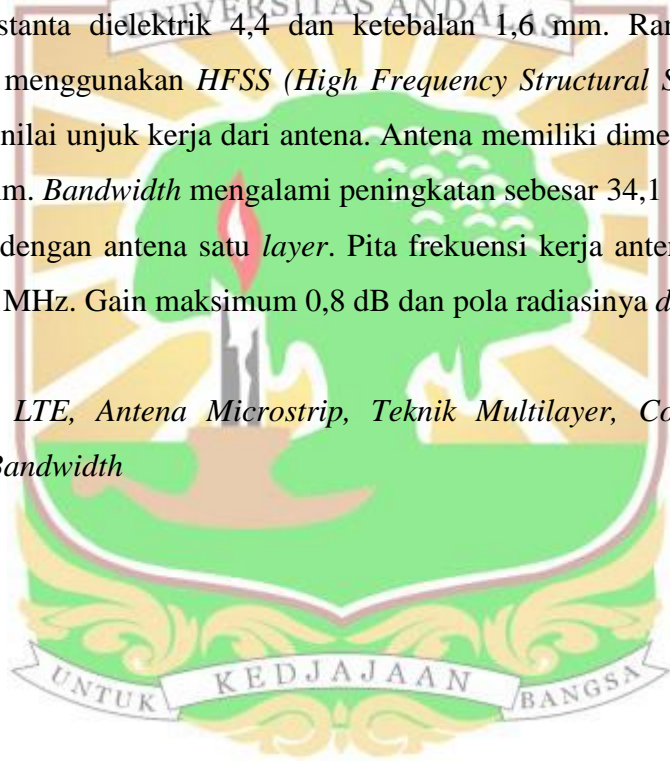 UNIVERSITAS ANDALAS
stanta dielektrik 4,4 dan ketebalan 1,6 mm. Ran
menggunakan HFSS (High Frequency Structural S
nilai unjuk kerja dari antena. Antena memiliki dime
m. Bandwidth mengalami peningkatan sebesar 34,1
dengan antena satu layer. Pita frekuensi kerja anten
MHz. Gain maksimum 0,8 dB dan pola radiasinya d
LTE, Antena Microstrip, Teknik Multilayer, Co
Bandwidth
UNTUK KEDJAJAAN BANGSA